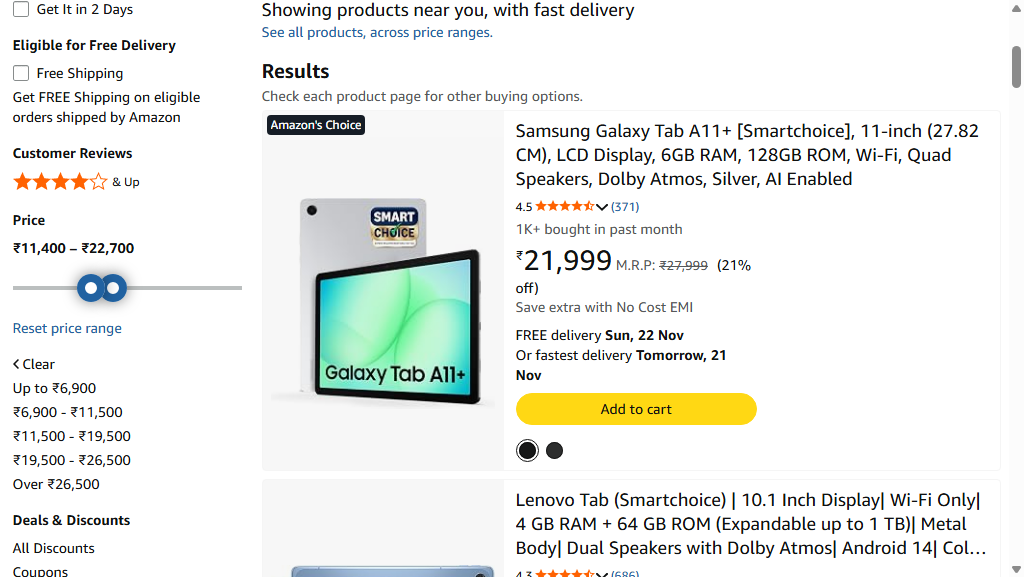 Get It in 2 Days
Eligible for Free Delivery
Free Shipping
Get FREE Shipping on eligible
orders shipped by Amazon
Customer Reviews
& Up
Price
₹11,400 – ₹22,700
Reset price range
Clear
Up to ₹6,900
₹6,900 - ₹11,500
₹11,500 - ₹19,500
₹19,500 - ₹26,500
Over ₹26,500
Deals & Discounts
All Discounts
Coupons
Showing products near you, with fast delivery
See all products, across price ranges.
Results
Check each product page for other buying options.
Amazon's Choice
SMART
CHOICE
Galaxy Tab A11+
Samsung Galaxy Tab A11+ [Smartchoice], 11-inch (27.82
CM), LCD Display, 6GB RAM, 128GB ROM, Wi-Fi, Quad
Speakers, Dolby Atmos, Silver, AI Enabled
4.5 (371)
1K+ bought in past month
₹21,999 M.R.P: ₹27,999 (21%
off)
Save extra with No Cost EMI
FREE delivery Sun, 22 Nov
Or fastest delivery Tomorrow, 21
Nov
Add to cart
Lenovo Tab (Smartchoice) | 10.1 Inch Display| Wi-Fi Only|
4 GB RAM + 64 GB ROM (Expandable up to 1 TB)| Metal
Body| Dual Speakers with Dolby Atmos| Android 14| Col…
4.3 (686)